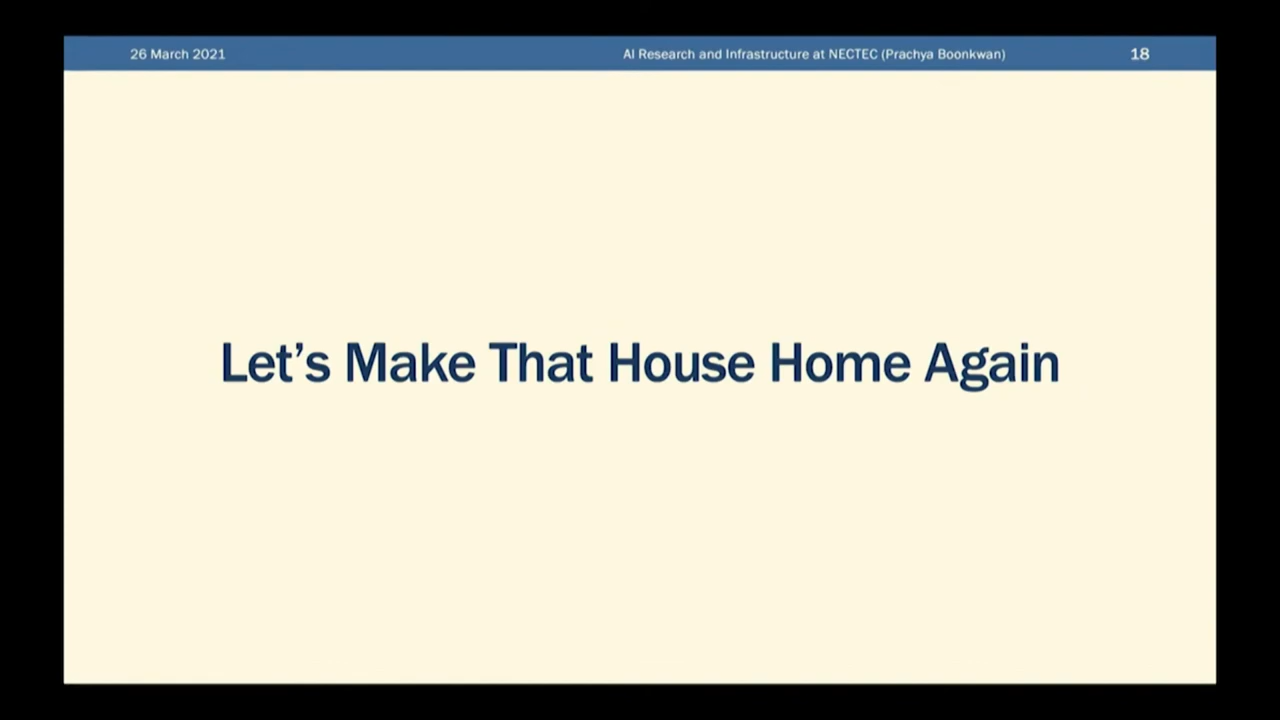 26 March 2021
AI Research and Infrastructure at NECTEC (Prachya Boonkwan)
18
Let’s Make That House Home Again